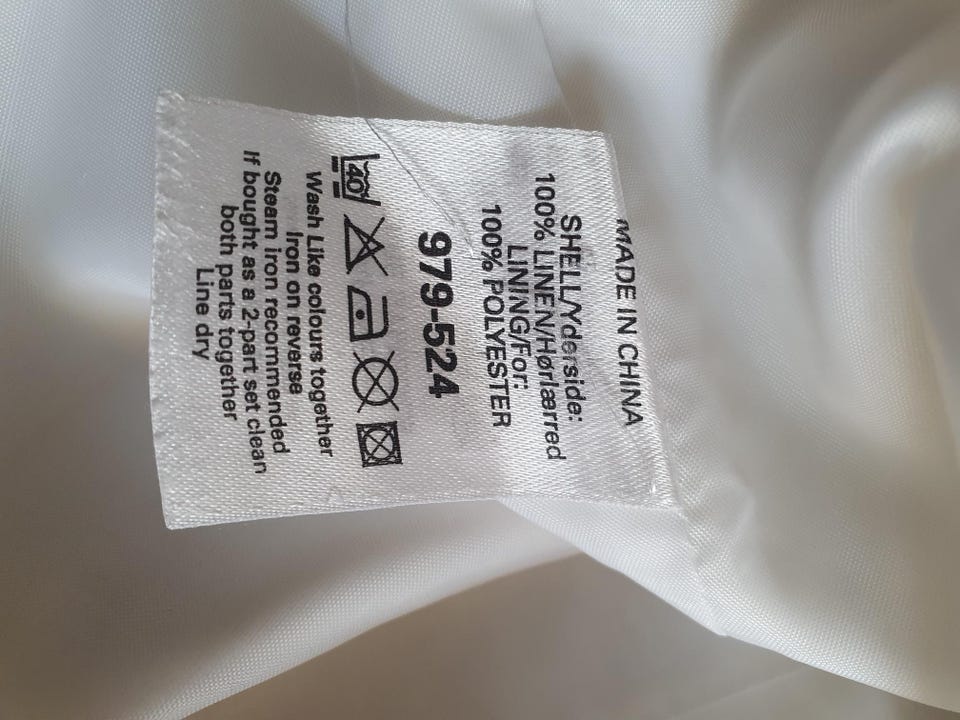 MADE IN CHINA
SHELL/Yderside:
100% LINEN/Hørlærred
LINING/For:
100% POLYESTER
979-524
40
Wash Like colours together
Iron on reverse
Steam iron recommended
If bought as a 2-part set clean
both parts together
Line dry